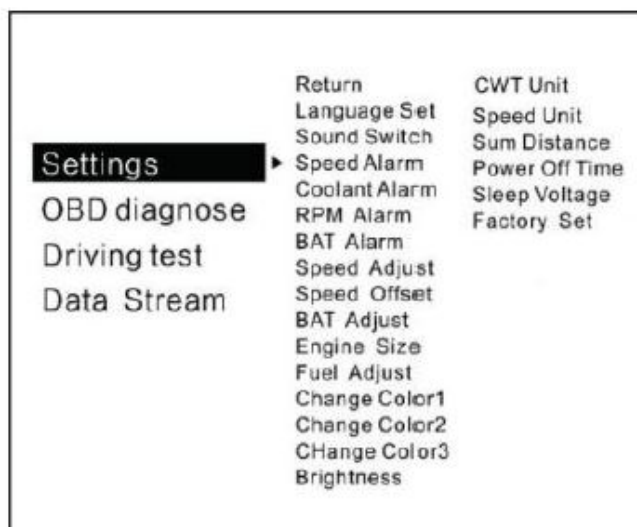 Settings
OBD diagnose
Driving test
Data Stream
Return
Language Set
Sound Switch
Speed Alarm
Coolant Alarm
RPM Alarm
BAT Alarm
Speed Adjust
Speed Offset
BAT Adjust
Engine Size
Fuel Adjust
Change Color1
Change Color2
CHange Color3
Brightness
CWT Unit
Speed Unit
Sum Distance
Power Off Time
Sleep Voltage
Factory Set